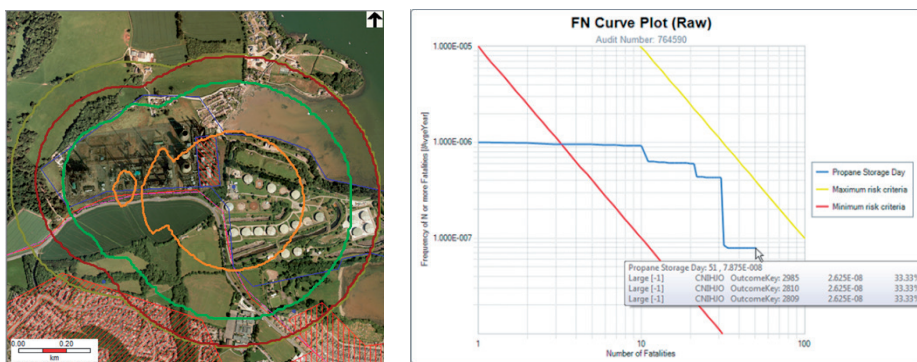 0.00
0.20
km
FN Curve Plot (Raw)
Audit Number: 764590
1.000E-005
1.000E-006
1.000E-007
Frequency of N or more Fatalities [/AvgeYear]
1
10
100
Number of Fatalities
Propane Storage Day
Maximum risk criteria
Minimum risk criteria
Propane Storage Day: 51 , 7.875E-008
Large [-1] CNIHJO OutcomeKey: 2985 2.625E-08 33.33%
Large [-1] CNIHJO OutcomeKey: 2810 2.625E-08 33.33%
Large [-1] CNIHJO OutcomeKey: 2809 2.625E-08 33.33%